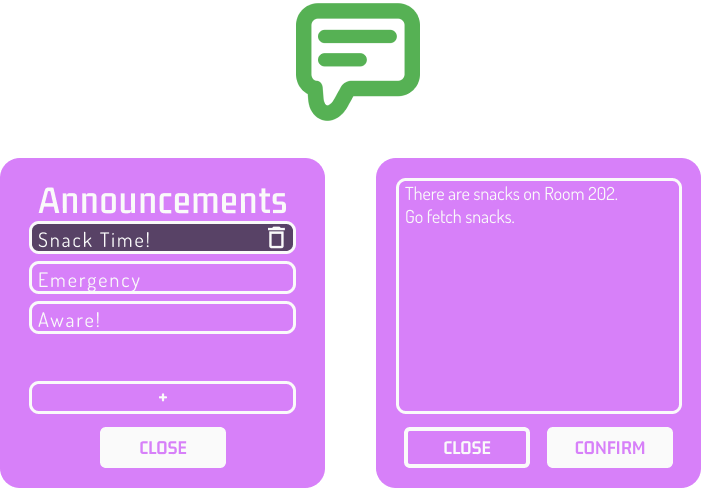 Announcements
Snack Time!
Emergency
Aware!
+
CLOSE
There are snacks on Room 202.
Go fetch snacks.
CLOSE
CONFIRM